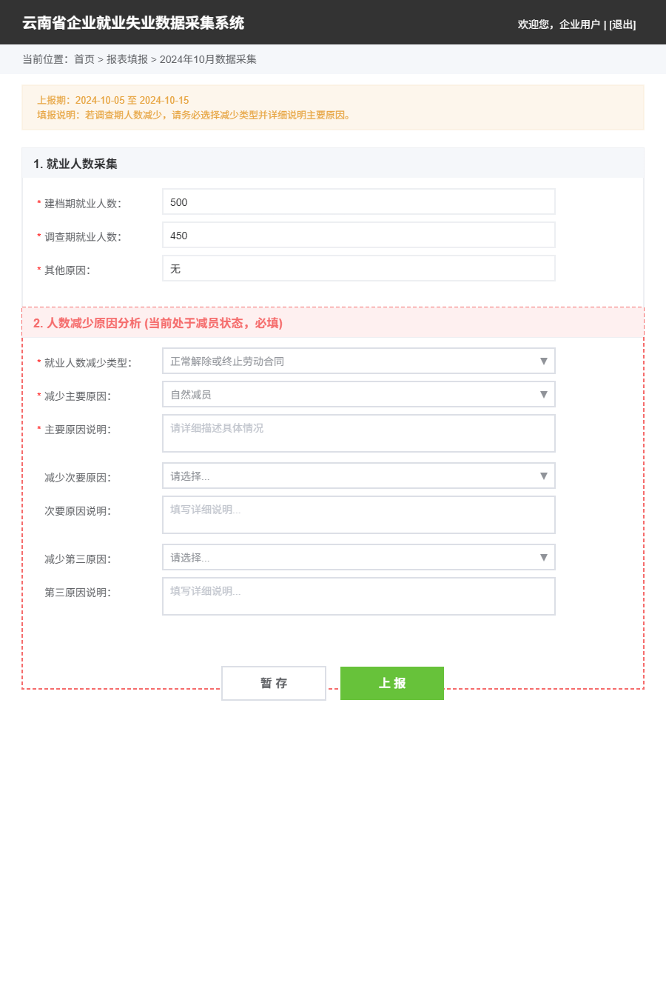 云南省企业就业失业数据采集系统
欢迎您，企业用户 | [退出]
当前位置：首页 > 报表填报 > 2024年10月数据采集
上报期：2024-10-05 至 2024-10-15
填报说明：若调查期人数减少，请务必选择减少类型并详细说明主要原因。
1. 就业人数采集
* 建档期就业人数： 500
* 调查期就业人数： 450
* 其他原因： 无
2. 人数减少原因分析 (当前处于减员状态，必填)
* 就业人数减少类型： 正常解除或终止劳动合同 ▼
* 减少主要原因： 自然减员 ▼
* 主要原因说明： 请详细描述具体情况
减少次要原因： 请选择... ▼
次要原因说明： 填写详细说明...
减少第三原因： 请选择... ▼
第三原因说明： 填写详细说明...
暂 存 上 报